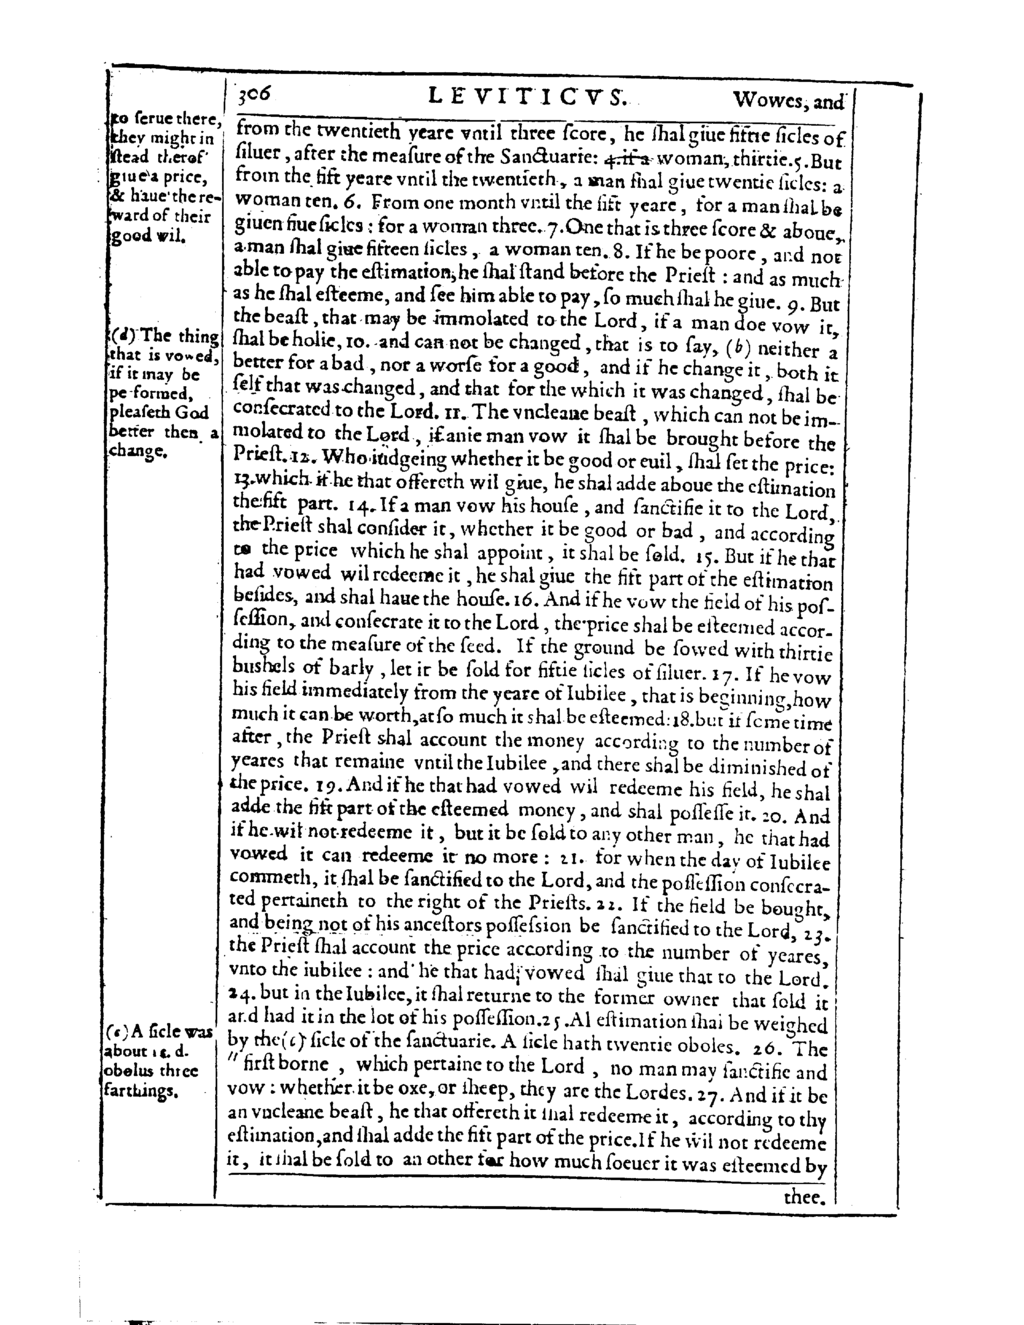 306 LEVITICVS. Wowes, and
to ſerue there,
they might in
ſtead therof
giue a price,
& haue the re-
ward of their
good wil.
(d) The thing
that is vowed,
if it may be
performed,
pleaſeth God
better then a
change.
(c) A ſicle was
about 14. d.
obolus three
farthings.
from the twentieth yeare vntil three ſcore, he ſhal giue fiftie ſicles of
ſiluer, after the meaſure of the Sanctuarie: 4. if a woman, thirtie. 5. But
from the fift yeare vntil the twentieth, a man ſhal giue twentie ſicles: a
woman ten. 6. From one month vntil the fift yeare, for a man ſhal be
giuen fiue ſicles: for a woman three. 7. One that is three ſcore & aboue,
a man ſhal giue fifteen ſicles, a woman ten. 8. If he be poore, and not
able to pay the eſtimation, he ſhal ſtand before the Prieſt: and as much
as he ſhal eſteeme, and ſee him able to pay, ſo much ſhal he giue. 9. But
the beaſt, that may be immolated to the Lord, if a man doe vow it,
ſhal be holie, 10. and can not be changed, that is to ſay, (b) neither a
better for a bad, nor a worſe for a good, and if he change it, both it
ſelf that was changed, and that for the which it was changed, ſhal be
conſecrated to the Lord. 11. The vncleane beaſt, which can not be im-
molated to the Lord, if anie man vow it ſhal be brought before the
Prieſt. 12. Who iudgeing whether it be good or euil, ſhal ſet the price:
13. which if he that offereth wil giue, he shal adde aboue the eſtimation
the fift part. 14. If a man vow his houſe, and ſanctifie it to the Lord,
the Prieſt shal conſider it, whether it be good or bad, and according
to the price which he shal appoint, it shal be ſold. 15. But if he that
had vowed wil redeeme it, he shal giue the fift part of the eſtimation
beſides, and shal haue the houſe. 16. And if he vow the field of his poſ-
ſeſſion, and conſecrate it to the Lord, the price shal be eſteemed accor-
ding to the meaſure of the ſeed. If the ground be ſowed with thirtie
bushels of barly, let it be ſold for fiftie ſicles of ſiluer. 17. If he vow
his field immediately from the yeare of Iubilee, that is beginning, how
much it can be worth, at ſo much it shal be eſteemed: 18. but if ſome time
after, the Prieſt shal account the money according to the number of
yeares that remaine vntil the Iubilee, and there shal be diminished of
the price. 19. And if he that had vowed wil redeeme his field, he shal
adde the fift part of the eſteemed money, and shal poſſeſſe it. 20. And
if he wil not redeeme it, but it be ſold to any other man, he that had
vowed it can redeeme it no more: 21. for when the day of Iubilee
commeth, it ſhal be ſanctified to the Lord, and the poſſeſſion conſecra-
ted pertaineth to the right of the Prieſts. 22. If the field be bought,
and being not of his anceſtors poſſeſsion be ſanctified to the Lord, 23.
the Prieſt ſhal account the price according to the number of yeares,
vnto the iubilee: and he that had vowed ſhal giue that to the Lord.
24. but in the Iubilee, it ſhal returne to the former owner that ſold it
and had it in the lot of his poſſeſſion. 25. Al eſtimation ſhal be weighed
by the (c) ſicle of the ſanctuarie. A ſicle hath twentie oboles. 26. The
" firſt borne, which pertaine to the Lord, no man may ſanctifie and
vow: whether it be oxe, or ſheep, they are the Lordes. 27. And if it be
an vncleane beaſt, he that offereth it ſhal redeeme it, according to thy
eſtimation, and ſhal adde the fift part of the price. If he wil not redeeme
it, it ſhal be ſold to an other for how much ſoeuer it was eſteemed by
thee.